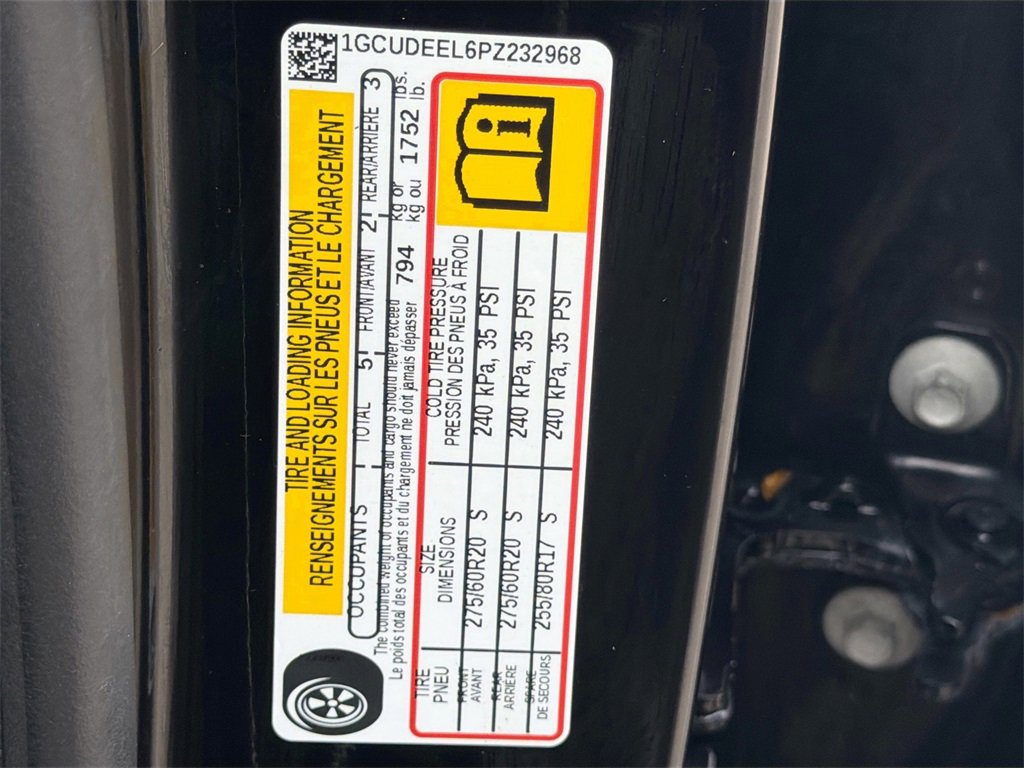 1GCUDEEL6PZ232968
TIRE AND LOADING INFORMATION
RENSEIGNEMENTS SUR LES PNEUS ET LE CHARGEMENT
OCCUPANTS TOTAL 5 FRONT/AVANT 2 REAR/ARRIÈRE 3
The combined weight of occupants and cargo should never exceed 794 kg or 1752 lbs.
Le poids total des occupants et du chargement ne doit jamais dépasser kg ou lb.
TIRE SIZE COLD TIRE PRESSURE
PNEU DIMENSIONS PRESSION DES PNEUS À FROID
FRONT 275/60R20 S 240 kPa, 35 PSI
AVANT
REAR 275/60R20 S 240 kPa, 35 PSI
ARRIÈRE
SPARE 255/80R17 S 240 kPa, 35 PSI
DE SECOURS